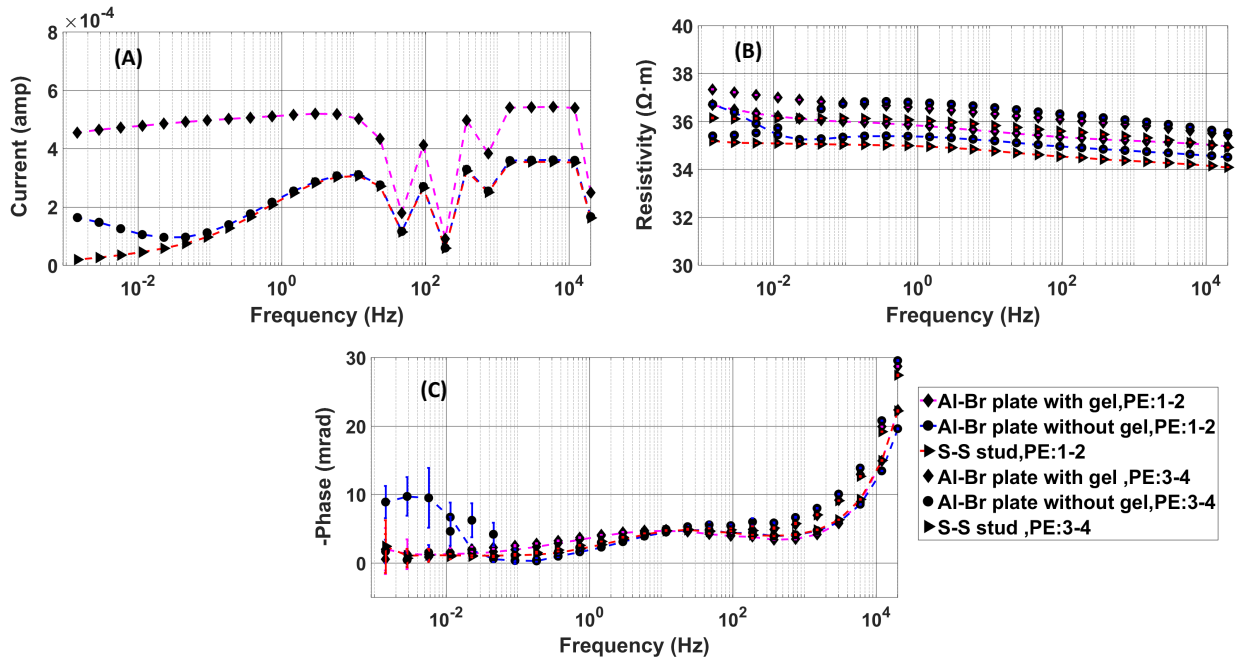 ×10⁻⁴
(A)
8
6
4
2
0
Current (amp)
10⁻² 10⁰ 10² 10⁴
Frequency (Hz)
(B)
40
38
36
34
32
30
Resistivity (Ω·m)
10⁻² 10⁰ 10² 10⁴
Frequency (Hz)
(C)
30
20
10
0
-Phase (mrad)
10⁻² 10⁰ 10² 10⁴
Frequency (Hz)
Al-Br plate with gel,PE:1-2
Al-Br plate without gel,PE:1-2
S-S stud,PE:1-2
Al-Br plate with gel ,PE:3-4
Al-Br plate without gel,PE:3-4
S-S stud ,PE:3-4